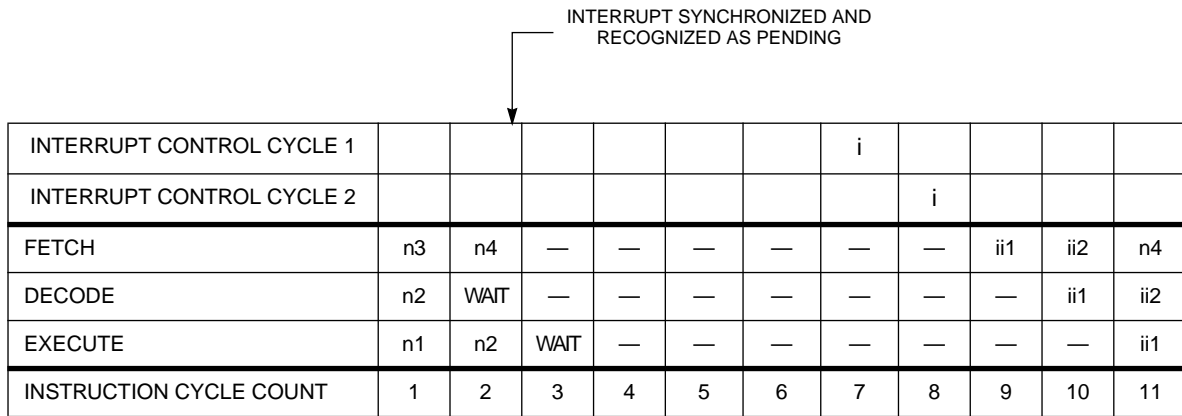 INTERRUPT SYNCHRONIZED AND
RECOGNIZED AS PENDING
INTERRUPT CONTROL CYCLE 1 i
INTERRUPT CONTROL CYCLE 2 i
FETCH n3 n4 — — — — — — ii1 ii2 n4
DECODE n2 WAIT — — — — — — — ii1 ii2
EXECUTE n1 n2 WAIT — — — — — — — ii1
INSTRUCTION CYCLE COUNT 1 2 3 4 5 6 7 8 9 10 11